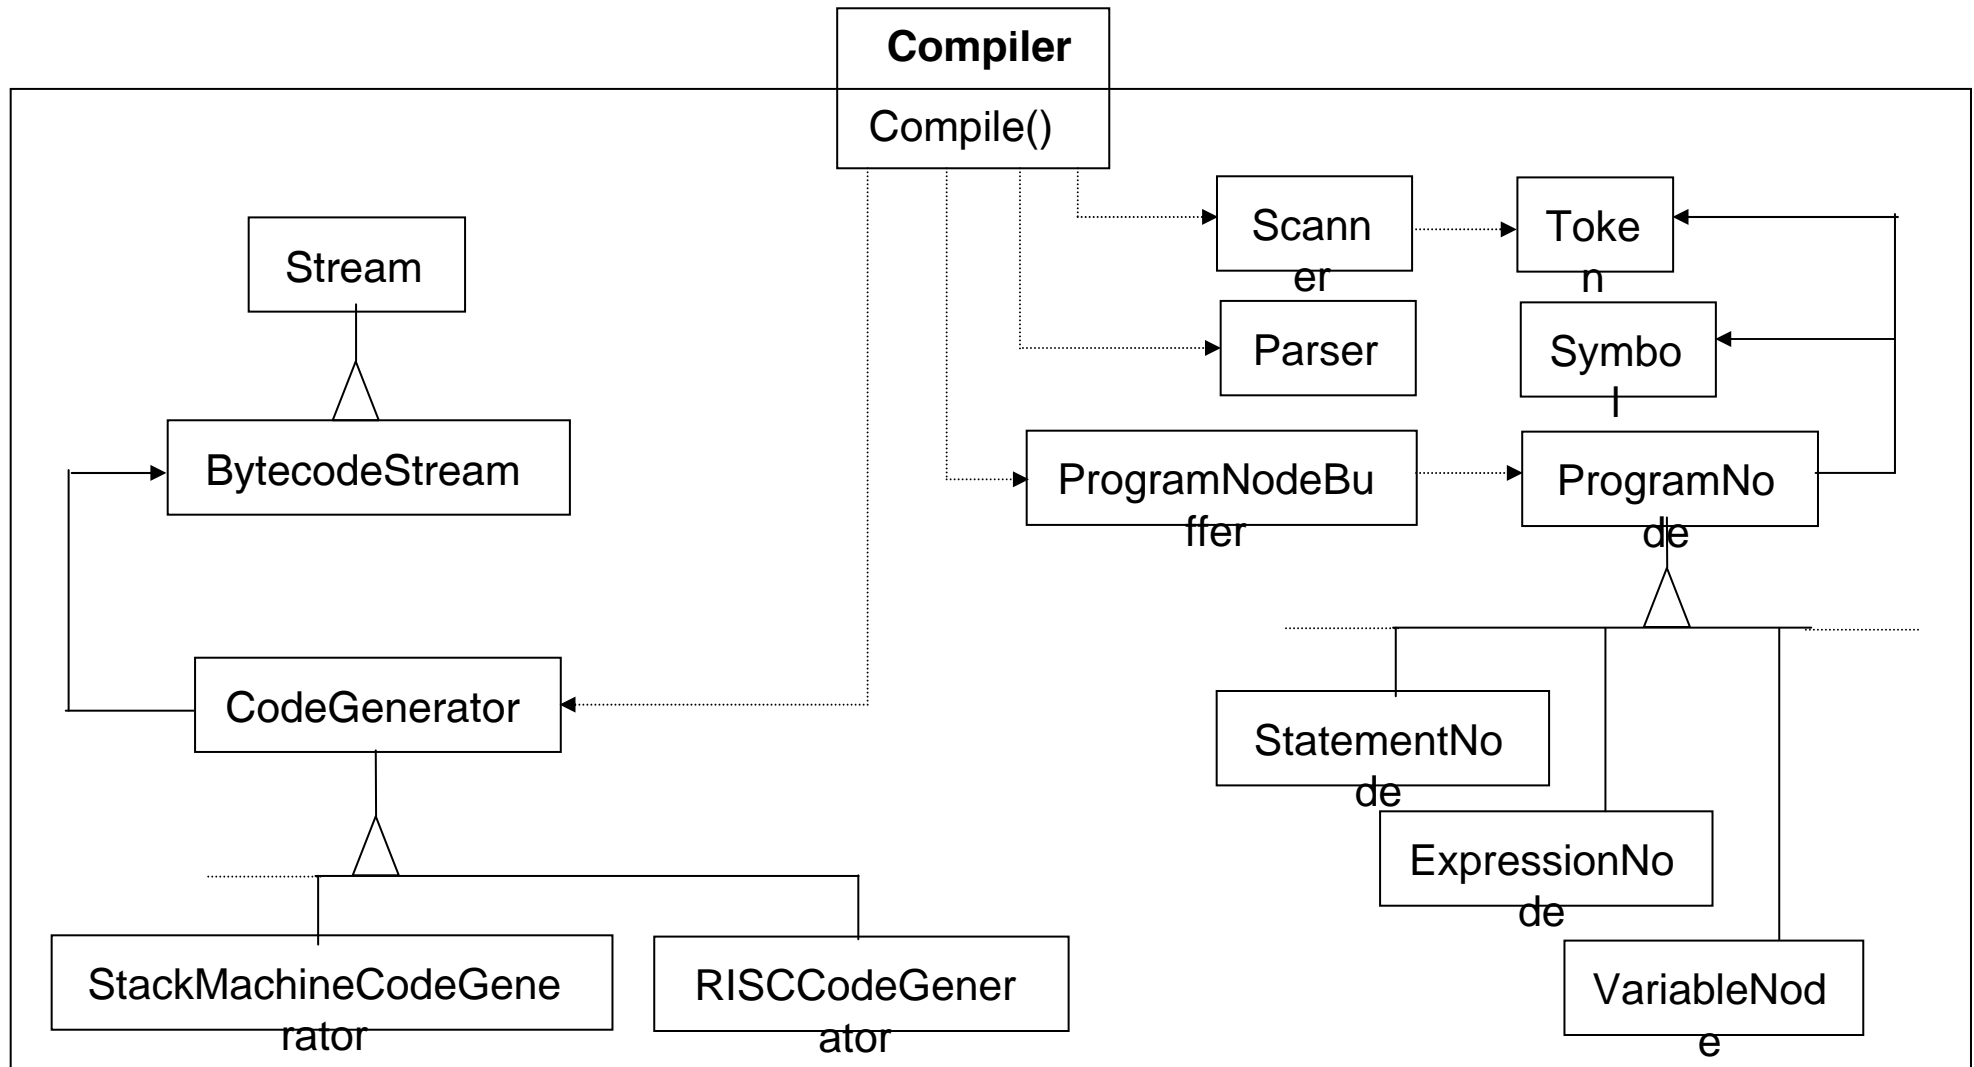 Compiler
Compile()
Scann
er
Toke
n
Stream
Parser
Symbo
l
BytecodeStream
ProgramNodeBu
ffer
ProgramNo
de
CodeGenerator
StatementNo
de
ExpressionNo
de
StackMachineCodeGene
rator
RISCCodeGener
ator
VariableNod
e